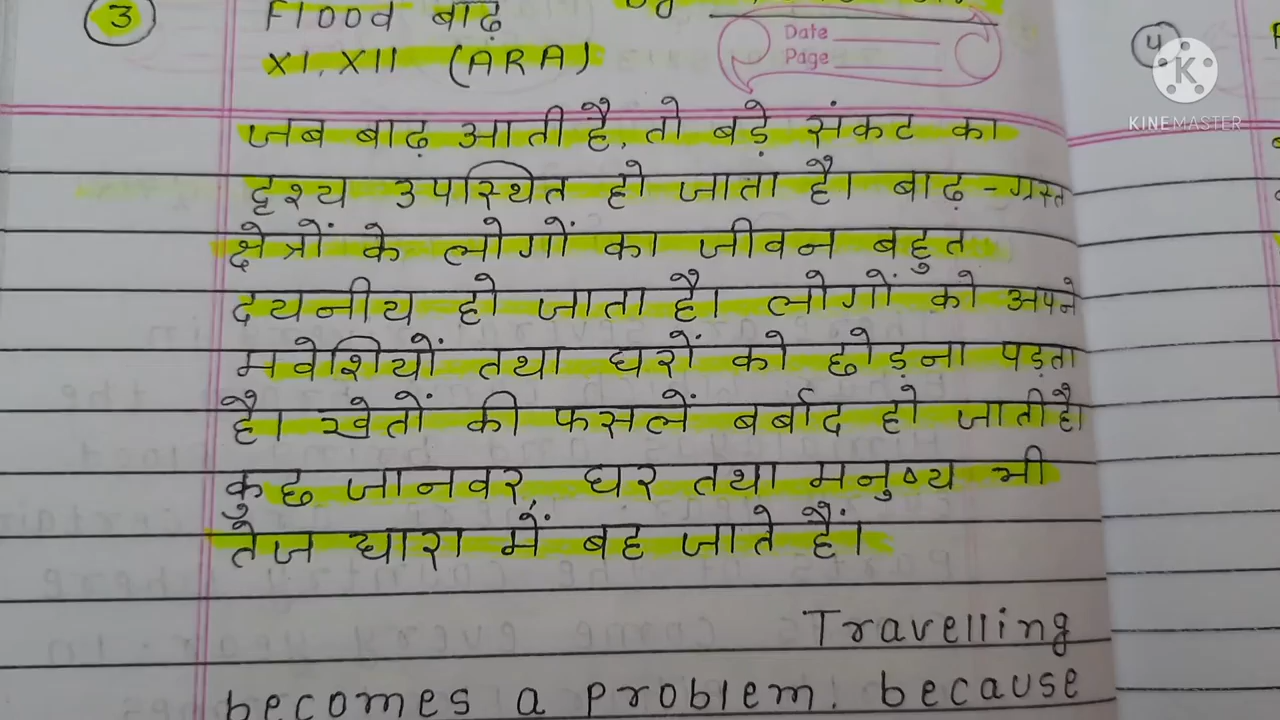 3
Flood बाढ़
XI, XII (ARA)
Date
Page
4
K
KINEMASTER
जब बाढ़ आती है, तो बड़े संकट का
दृश्य उपस्थित हो जाता है। बाढ़-ग्रस्त
क्षेत्रों के लोगों का जीवन बहुत
दयनीय हो जाता है। लोगों को अपने
मवेशियों तथा घरों को छोड़ना पड़ता
है। खेतों की फसलें बर्बाद हो जाती है।
कुछ जानवर, घर तथा मनुष्य भी
तेज धारा में बह जाते हैं।
Travelling
becomes a problem. because